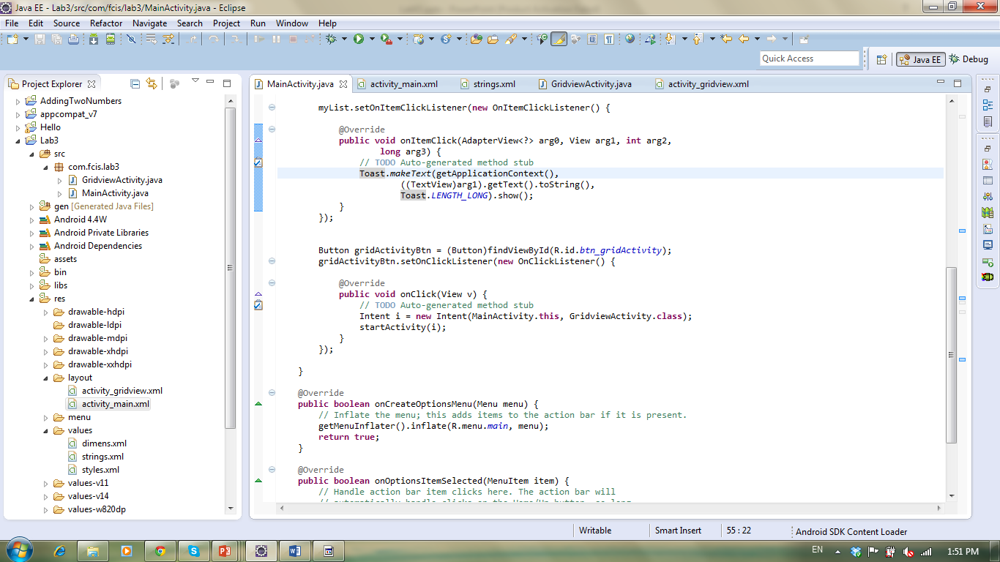 Java EE - Lab3/src/com/fcis/lab3/MainActivity.java - Eclipse
File Edit Source Refactor Navigate Search Project Run Window Help
Quick Access
Java EE
Debug
Project Explorer
AddingTwoNumbers
appcompat_v7
Hello
Lab3
src
com.fcis.lab3
GridviewActivity.java
MainActivity.java
gen [Generated Java Files]
Android 4.4W
Android Private Libraries
Android Dependencies
assets
bin
libs
res
drawable-hdpi
drawable-ldpi
drawable-mdpi
drawable-xhdpi
drawable-xxhdpi
layout
activity_gridview.xml
activity_main.xml
menu
values
dimens.xml
strings.xml
styles.xml
values-v11
values-v14
values-w820dp
MainActivity.java activity_main.xml strings.xml GridviewActivity.java activity_gridview.xml
myList.setOnItemClickListener(new OnItemClickListener() {
@Override
public void onItemClick(AdapterView<?> arg0, View arg1, int arg2,
long arg3) {
// TODO Auto-generated method stub
Toast.makeText(getApplicationContext(),
((TextView)arg1).getText().toString(),
Toast.LENGTH_LONG).show();
}
});
Button gridActivityBtn = (Button)findViewById(R.id.btn_gridActivity);
gridActivityBtn.setOnClickListener(new OnClickListener() {
@Override
public void onClick(View v) {
// TODO Auto-generated method stub
Intent i = new Intent(MainActivity.this, GridviewActivity.class);
startActivity(i);
}
});
}
@Override
public boolean onCreateOptionsMenu(Menu menu) {
// Inflate the menu; this adds items to the action bar if it is present.
getMenuInflater().inflate(R.menu.main, menu);
return true;
}
@Override
public boolean onOptionsItemSelected(MenuItem item) {
// Handle action bar item clicks here. The action bar will
// automatically handle clicks on the Home/Up button, so long
Writable
Smart Insert
55 : 22
Android SDK Content Loader
EN
1:51 PM